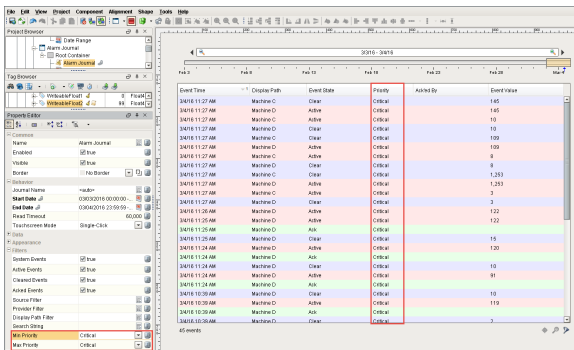 File Edit View Project Component Alignment Shape Tools Help
Project Browser
Date Range
Alarm Journal
Root Container
Alarm Journal
Tag Browser
WriteableFloat1 0 Float4
WriteableFloat2 99 Float4
Property Editor
Common
Name Alarm Journal
Enabled true
Visible true
Border No Border
Behavior
Journal Name <auto>
Start Date 03/03/2016 00:00:00
End Date 03/04/2016 23:59:59
Read Timeout 60,000
Touchscreen Mode Single-Click
Data
Appearance
Filters
System Events true
Active Events true
Cleared Events true
Acked Events true
Source Filter
Provider Filter
Display Path Filter
Search String
Min Priority Critical
Max Priority Critical
3/3/16 - 3/4/16
Feb 3 Feb 8 Feb 13 Feb 18 Feb 23 Feb 28 Mar 4
Event Time Display Path Event State Priority Ack'ed By Event Value
3/4/16 11:27 AM Machine C Clear Critical 145
3/4/16 11:27 AM Machine C Active Critical 145
3/4/16 11:27 AM Machine D Active Critical 10
3/4/16 11:27 AM Machine D Clear Critical 10
3/4/16 11:27 AM Machine C Clear Critical 109
3/4/16 11:27 AM Machine C Active Critical 109
3/4/16 11:27 AM Machine D Active Critical 8
3/4/16 11:27 AM Machine D Clear Critical 8
3/4/16 11:27 AM Machine C Clear Critical 1,253
3/4/16 11:27 AM Machine C Active Critical 1,253
3/4/16 11:27 AM Machine D Active Critical 3
3/4/16 11:27 AM Machine D Clear Critical 3
3/4/16 11:26 AM Machine C Active Critical 122
3/4/16 11:25 AM Machine C Active Critical 122
3/4/16 11:25 AM Machine C Ack Critical
3/4/16 11:25 AM Machine D Clear Critical 15
3/4/16 11:24 AM Machine C Active Critical 120
3/4/16 11:24 AM Machine C Ack Critical
3/4/16 11:24 AM Machine D Clear Critical 10
3/4/16 11:24 AM Machine C Active Critical 91
3/4/16 11:24 AM Machine C Ack Critical
3/4/16 10:39 AM Machine D Clear Critical 10
3/4/16 10:39 AM Machine C Active Critical 119
3/4/16 10:39 AM Machine C Ack Critical
3/4/16 10:38 AM Machine D Clear Critical 2
45 events